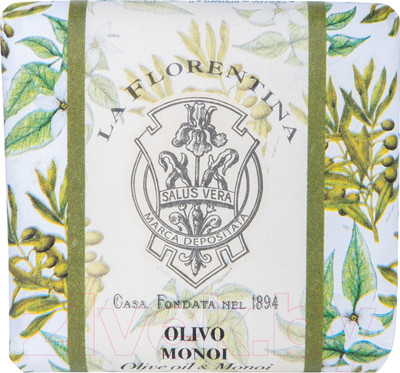 LA FLORENTINA
SALUS VERA
MARCA DEPOSITATA
CASA FONDATA NEL 1894
OLIVO
MONOI
Olive oil & Monoi